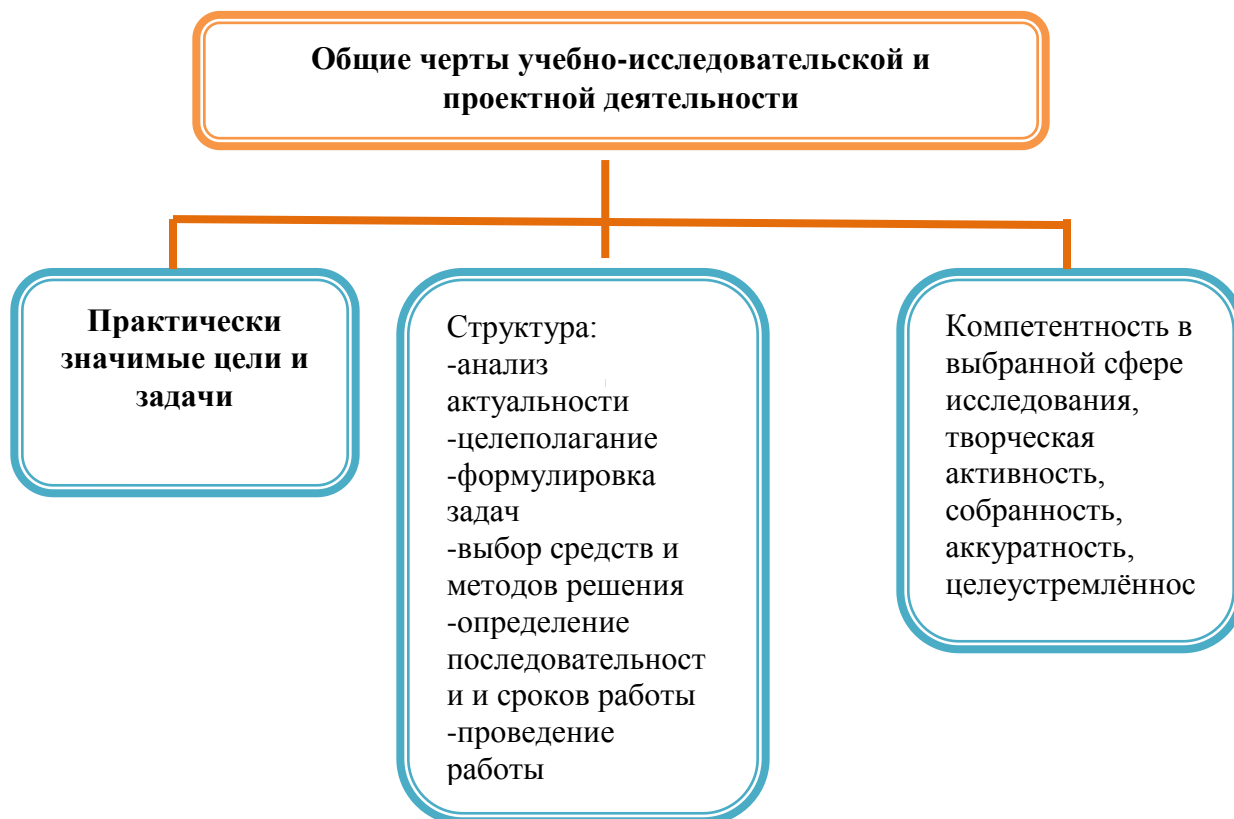 Общие черты учебно-исследовательской и
проектной деятельности
Практически
значимые цели и
задачи
Структура:
-анализ
актуальности
-целеполагание
-формулировка
задач
-выбор средств и
методов решения
-определение
последовательност
и и сроков работы
-проведение
работы
Компетентность в
выбранной сфере
исследования,
творческая
активность,
собранность,
аккуратность,
целеустремлённос